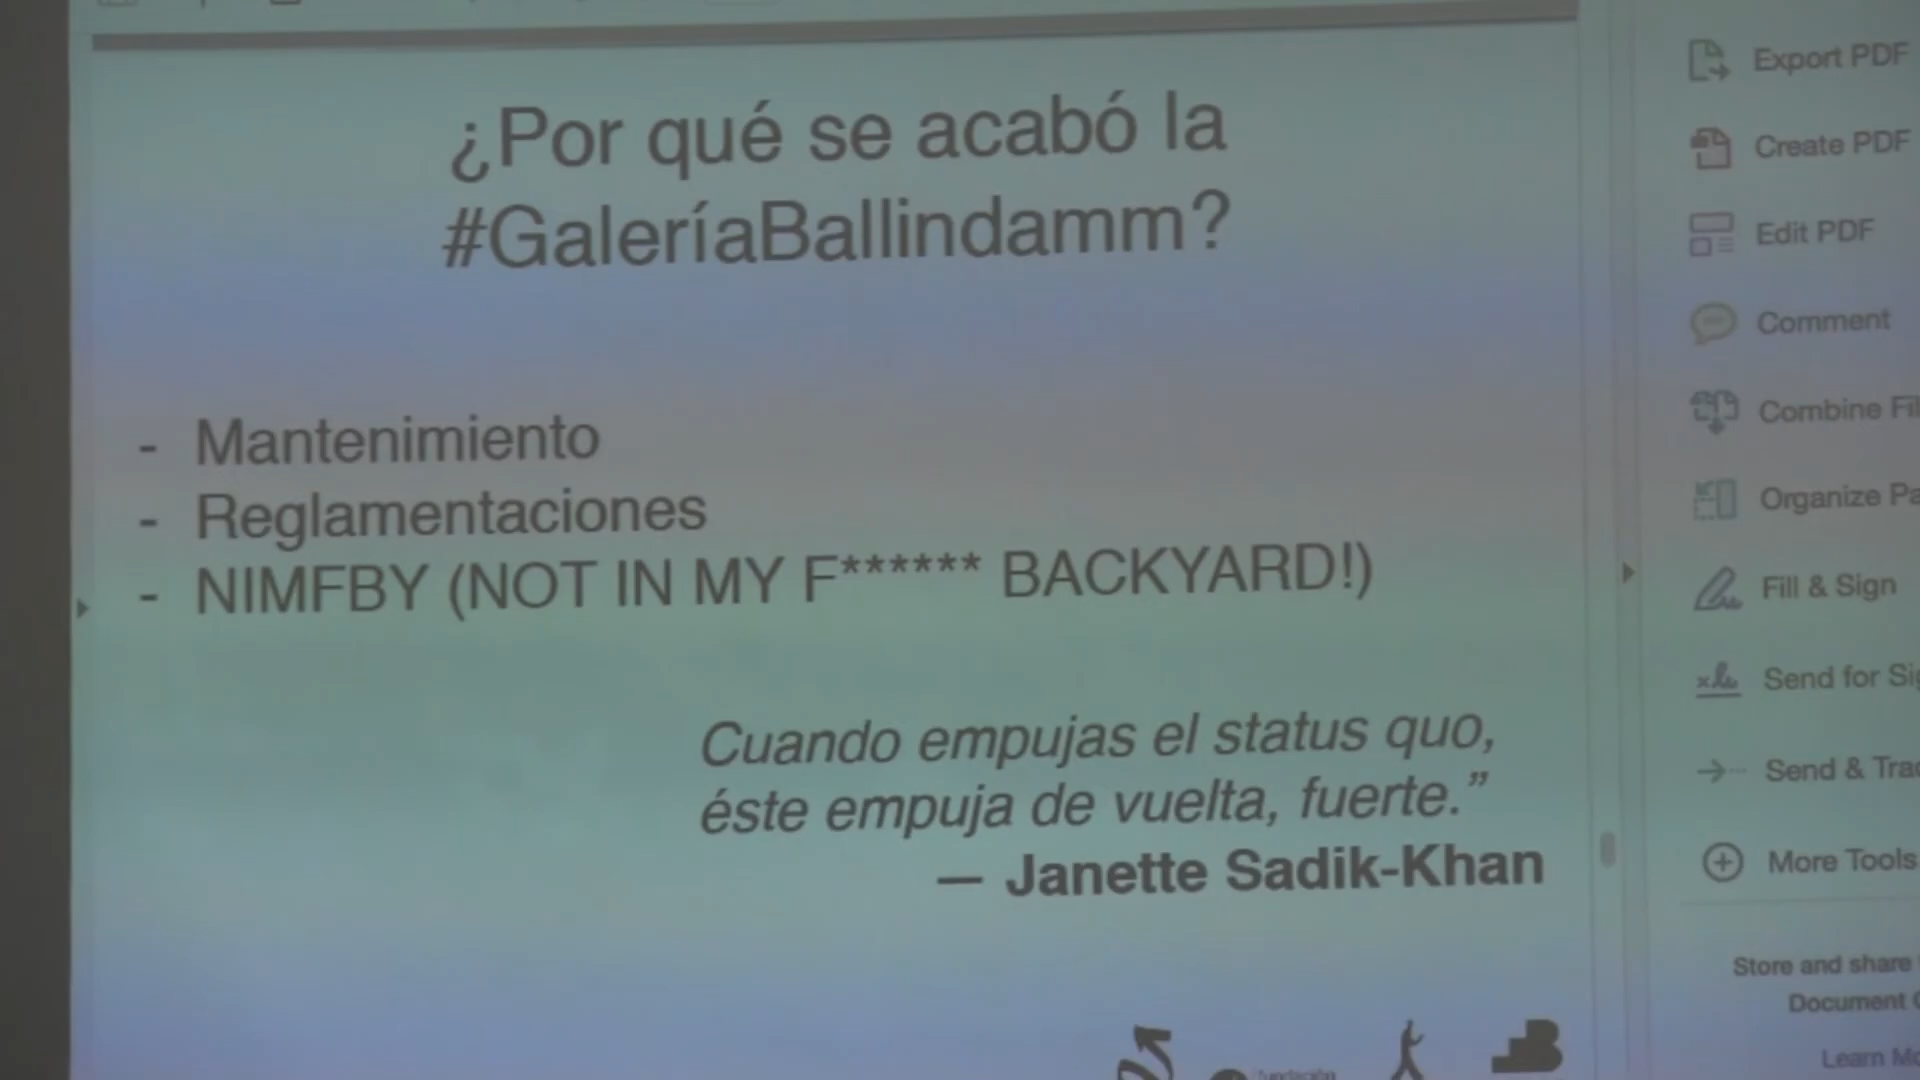 ¿Por qué se acabó la
#GaleríaBallindamm?
- Mantenimiento
- Reglamentaciones
- NIMFBY (NOT IN MY F****** BACKYARD!)
Cuando empujas el status quo,
éste empuja de vuelta, fuerte.”
— Janette Sadik-Khan
Export PDF
Create PDF
Edit PDF
Comment
Combine Fil
Organize Pa
Fill & Sign
Send for Sig
Send & Trac
More Tools
Store and share
Document
Learn Mo